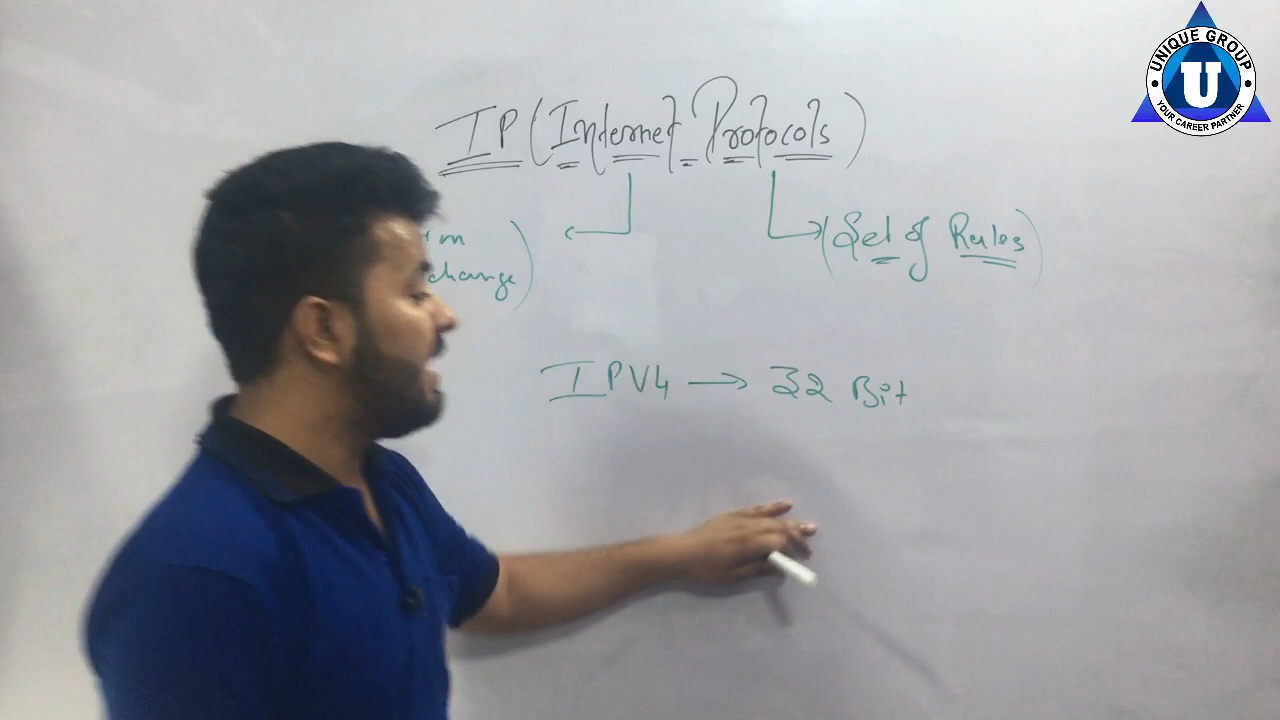 UNIQUE GROUP
U
YOUR CAREER PARTNER
IP (Internet Protocols)
(Set of Rules)
change)
IPV4 → 32 Bit